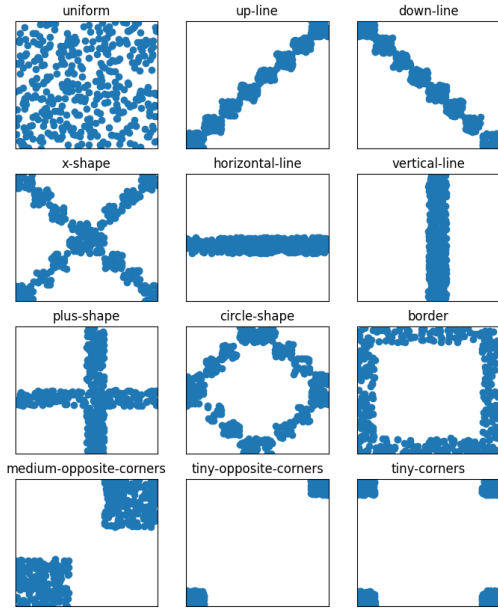 uniform
up-line
down-line
x-shape
horizontal-line
vertical-line
plus-shape
circle-shape
border
medium-opposite-corners
tiny-opposite-corners
tiny-corners